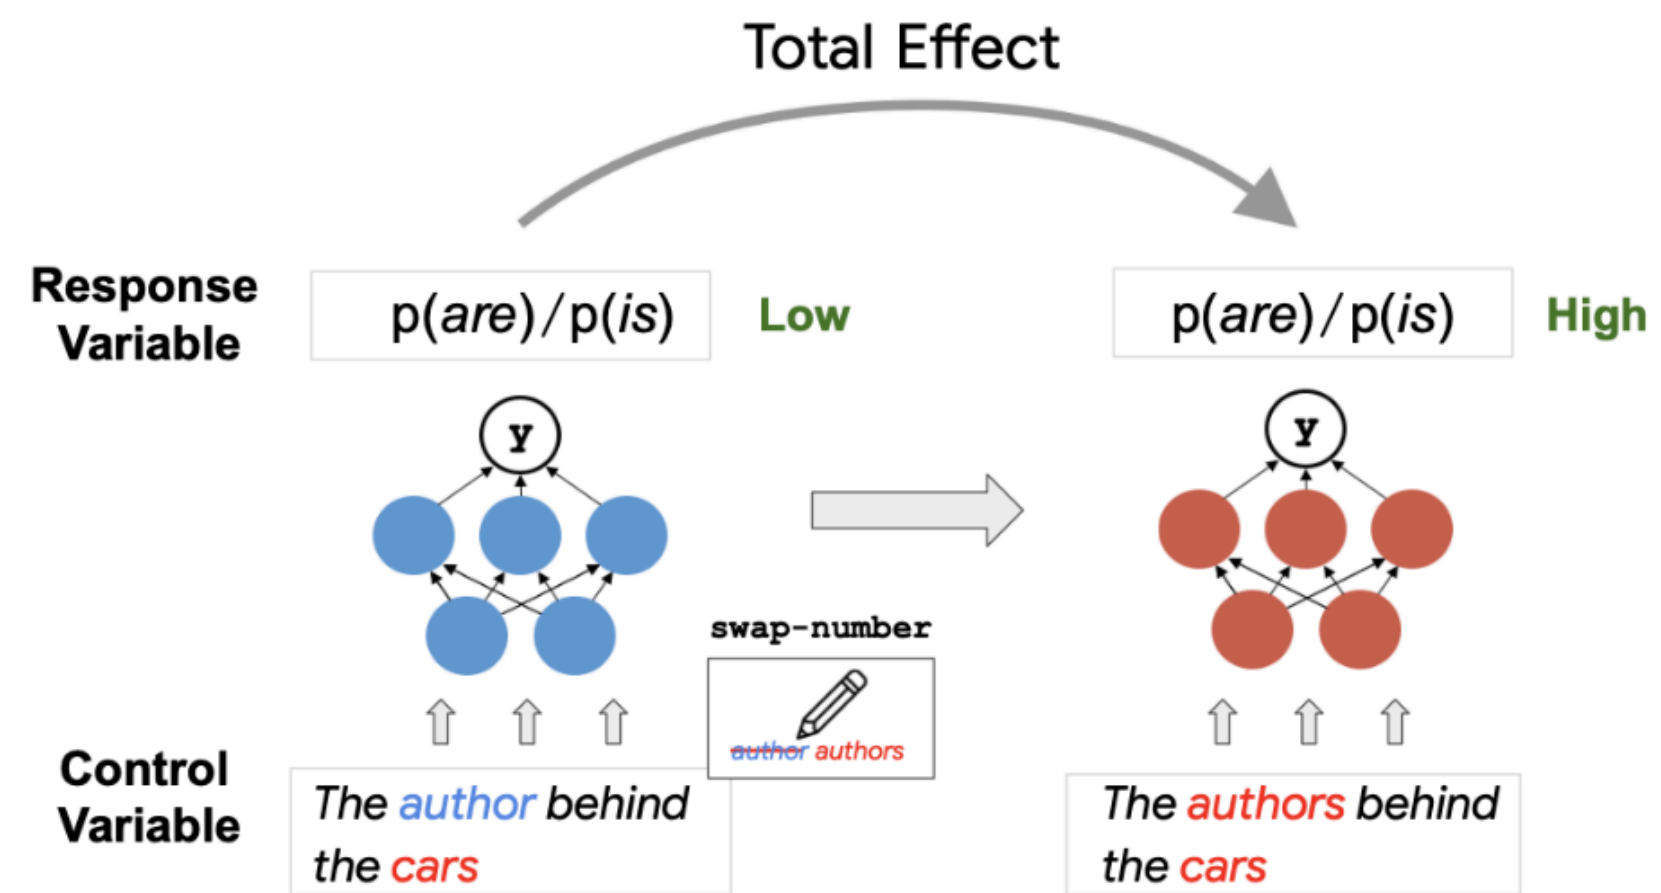 Total Effect
Response
Variable
p(are)/p(is)
Low
p(are)/p(is)
High
y
y
swap-number
author authors
Control
Variable
The author behind
the cars
The authors behind
the cars